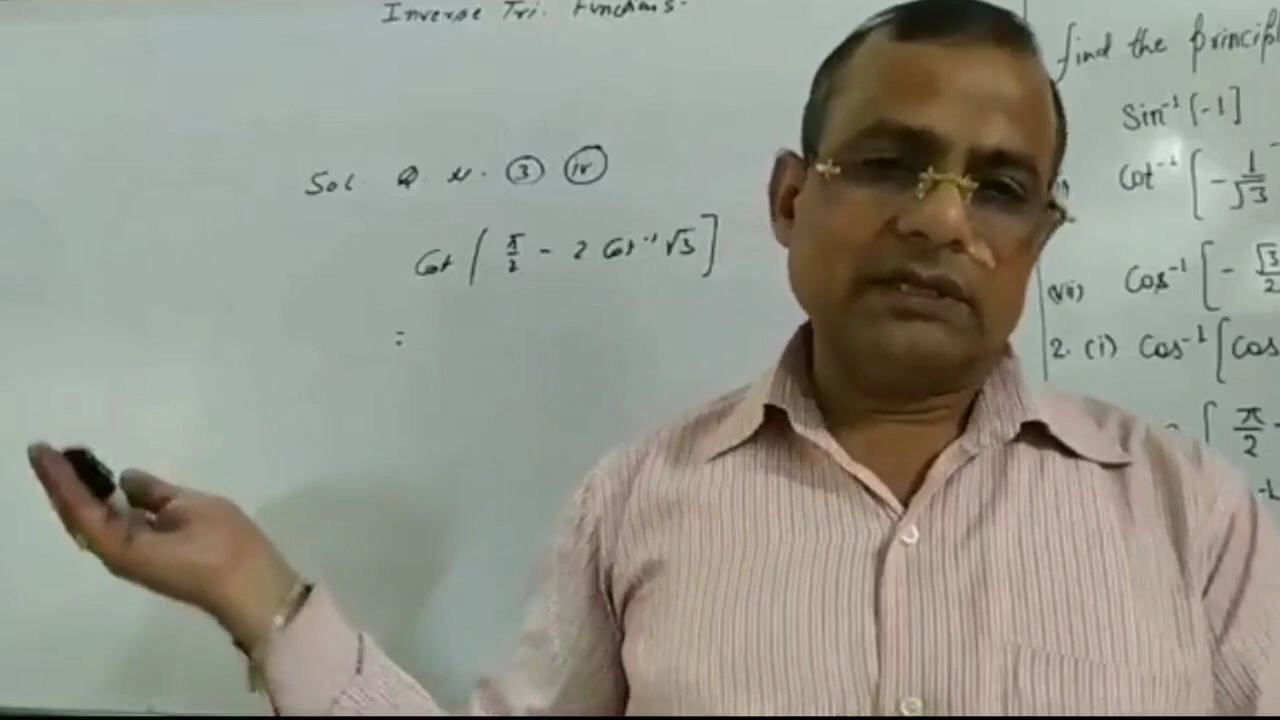 Inverse Tri. Functions.
Sol. Q. N. ③ ⓘⓥ
Cot [ π/2 - 2 Cot⁻¹ √3 ]
=
find the principl
Sin⁻¹ [-1]
Cot⁻¹ [ - 1/√3
(vii) Cos⁻¹ [ - √3/2
2. (i) Cos⁻¹ [ Cos
[ π/2 -